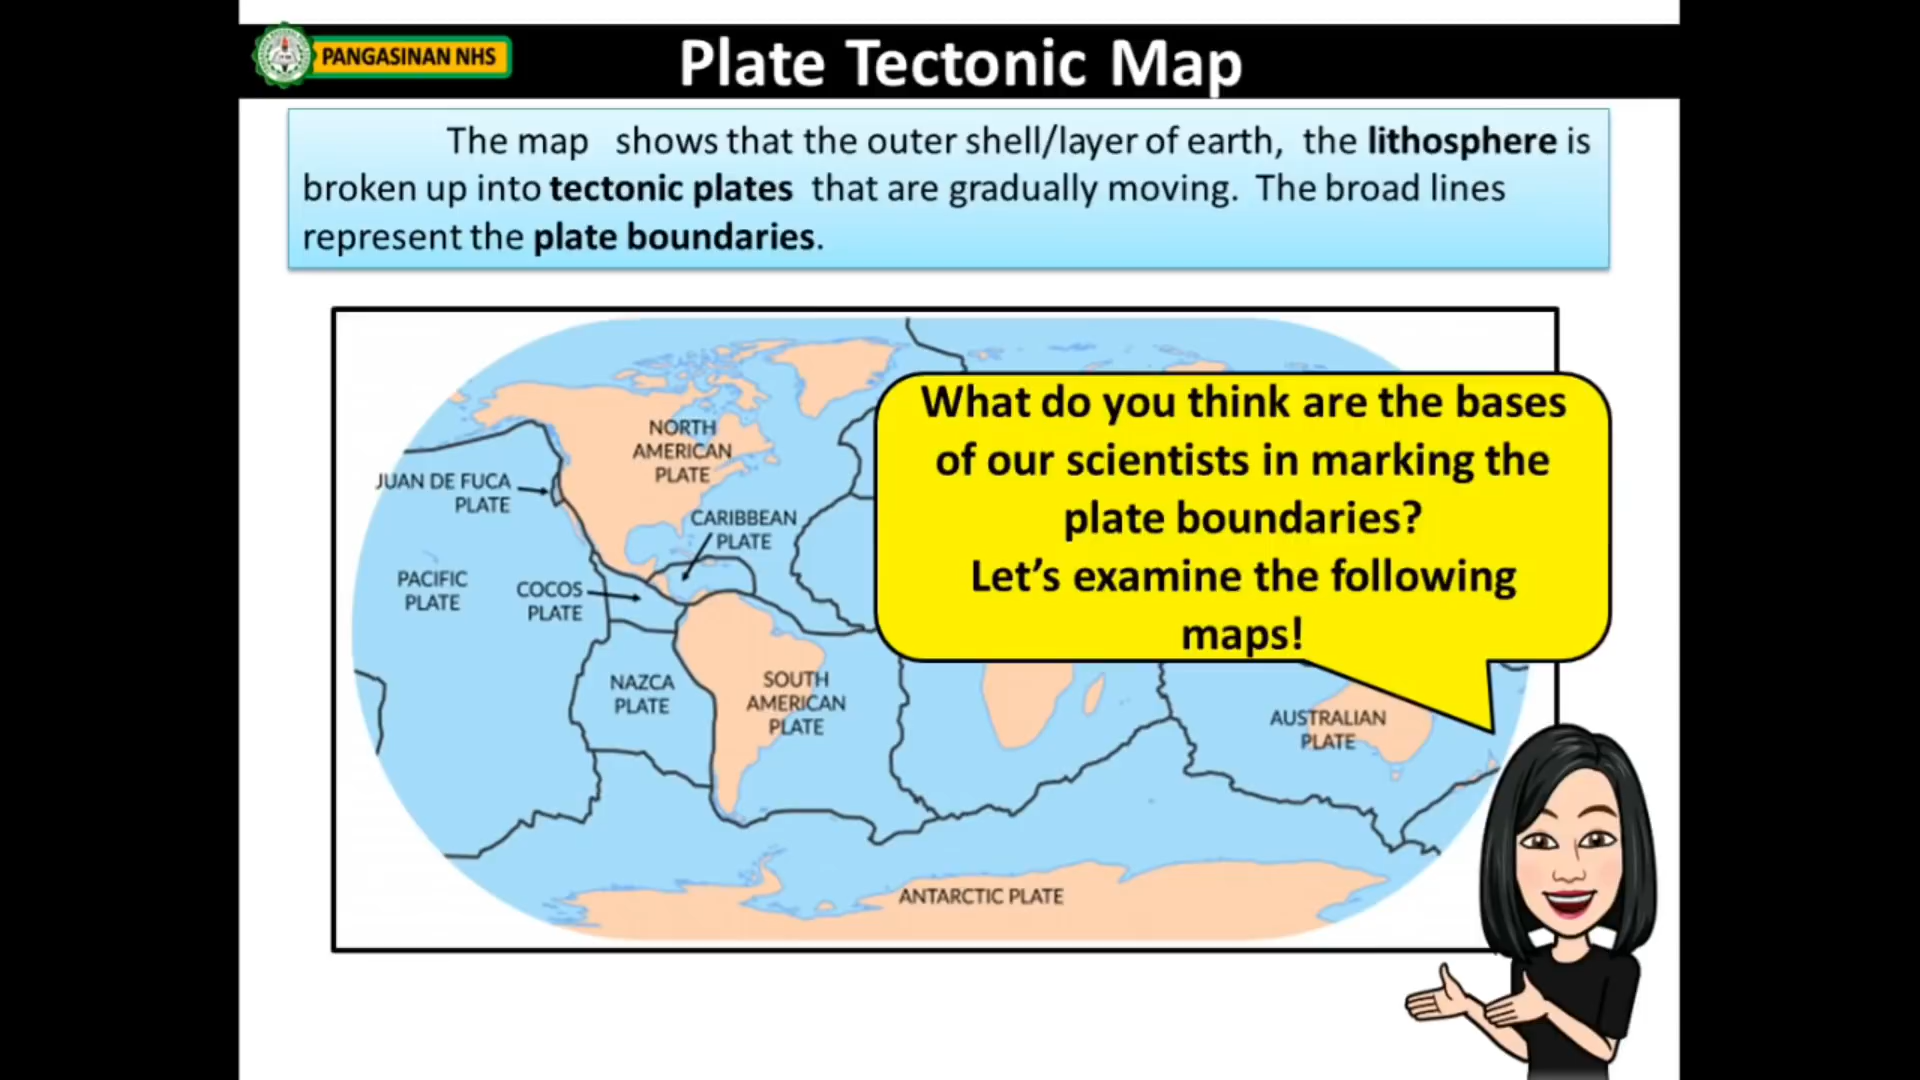 PANGASINAN NHS
Plate Tectonic Map
The map shows that the outer shell/layer of earth, the lithosphere is
broken up into tectonic plates that are gradually moving. The broad lines
represent the plate boundaries.
What do you think are the bases
of our scientists in marking the
plate boundaries?
Let's examine the following
maps!
NORTH
AMERICAN
PLATE
JUAN DE FUCA
PLATE
CARIBBEAN
PLATE
PACIFIC
PLATE
COCOS
PLATE
NAZCA
PLATE
SOUTH
AMERICAN
PLATE
AUSTRALIAN
PLATE
ANTARCTIC PLATE